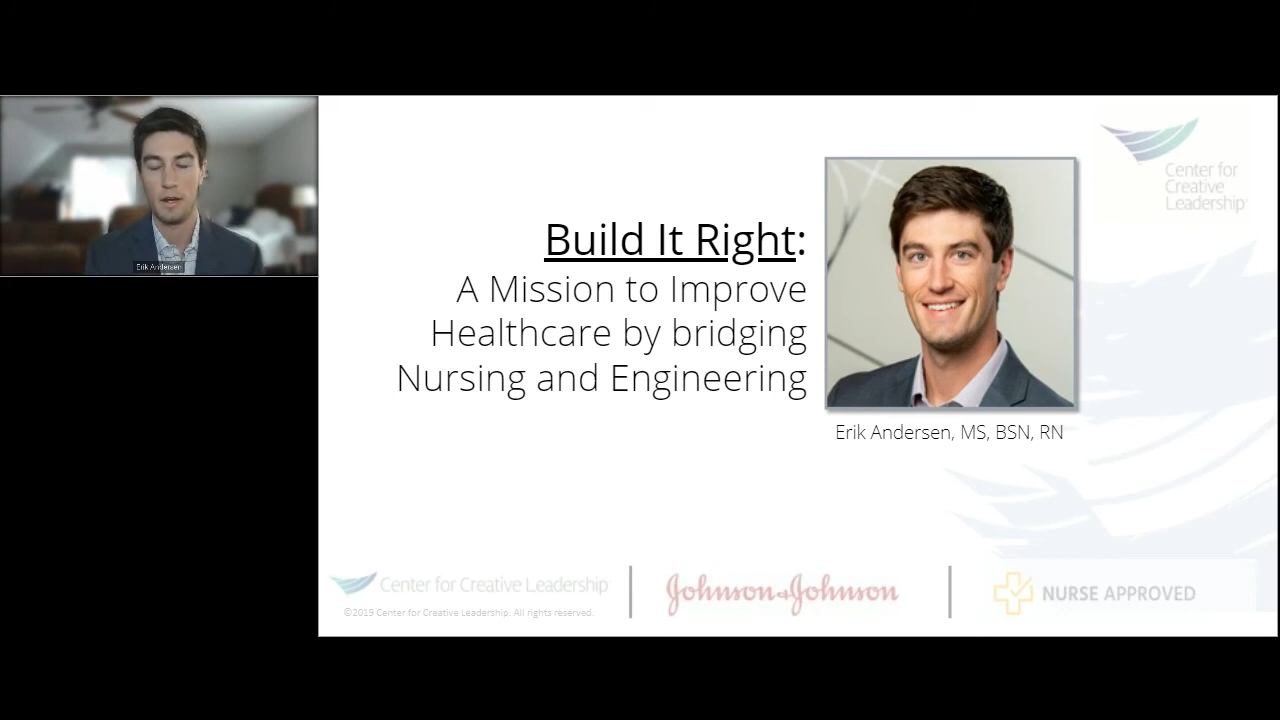 Erik Andersen
Build It Right:
A Mission to Improve
Healthcare by bridging
Nursing and Engineering
Center for
Creative
Leadership
Erik Andersen, MS, BSN, RN
Center for Creative Leadership
©2019 Center for Creative Leadership. All rights reserved.
Johnson & Johnson
NURSE APPROVED